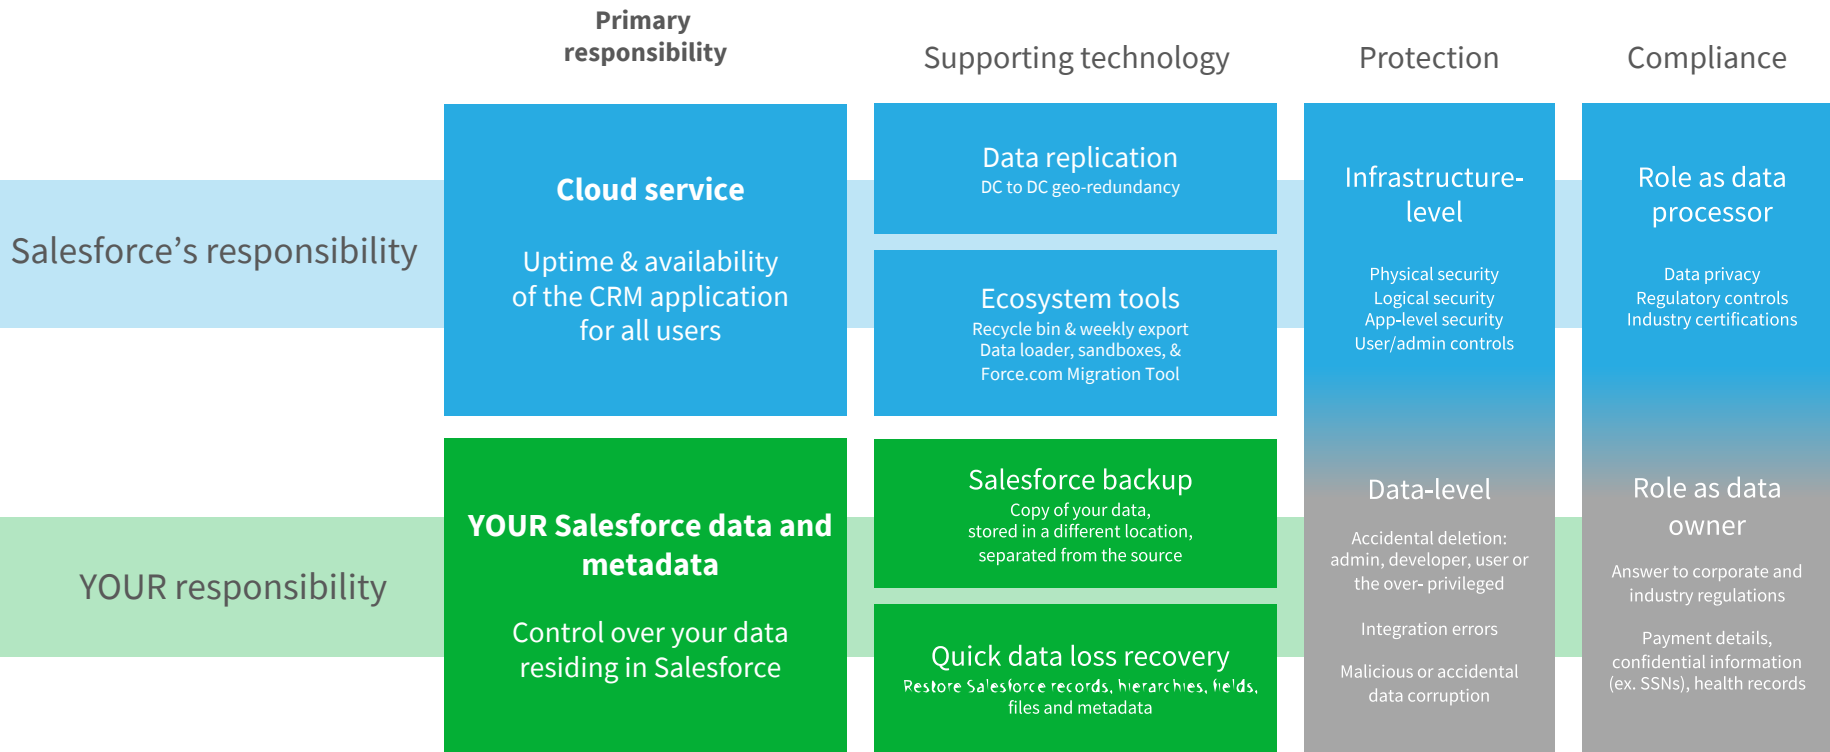 Primary
responsibility
Supporting technology
Protection
Compliance
Salesforce's responsibility
Cloud service
Uptime & availability
of the CRM application
for all users
Data replication
DC to DC geo-redundancy
Ecosystem tools
Recycle bin & weekly export
Data loader, sandboxes, &
Force.com Migration Tool
Infrastructure-
level
Physical security
Logical security
App-level security
User/admin controls
Role as data
processor
Data privacy
Regulatory controls
Industry certifications
YOUR responsibility
YOUR Salesforce data and
metadata
Control over your data
residing in Salesforce
Salesforce backup
Copy of your data,
stored in a different location,
separated from the source
Quick data loss recovery
Restore Salesforce records, hierarchies, fields,
files and metadata
Data-level
Accidental deletion:
admin, developer, user or
the over- privileged
Integration errors
Malicious or accidental
data corruption
Role as data
owner
Answer to corporate and
industry regulations
Payment details,
confidential information
(ex. SSNs), health records